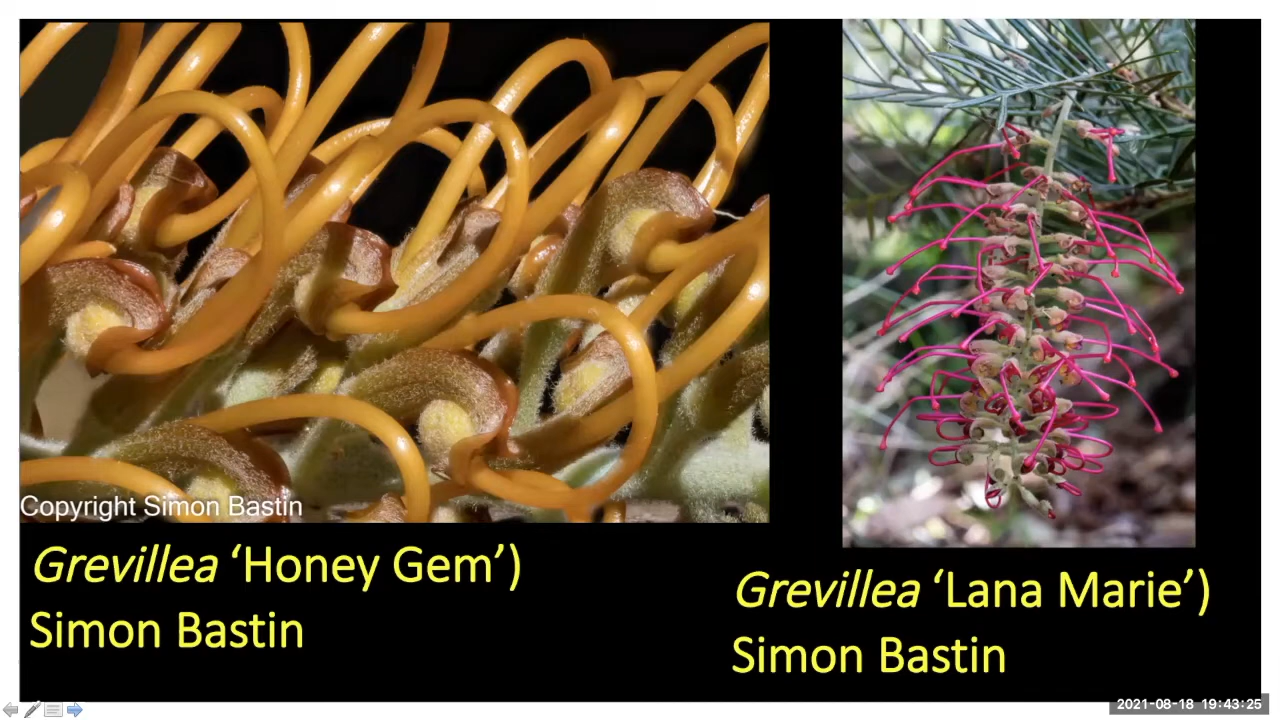 Copyright Simon Bastin
Grevillea ‘Honey Gem’)
Simon Bastin
Grevillea ‘Lana Marie’)
Simon Bastin
2021-08-18 19:43:25